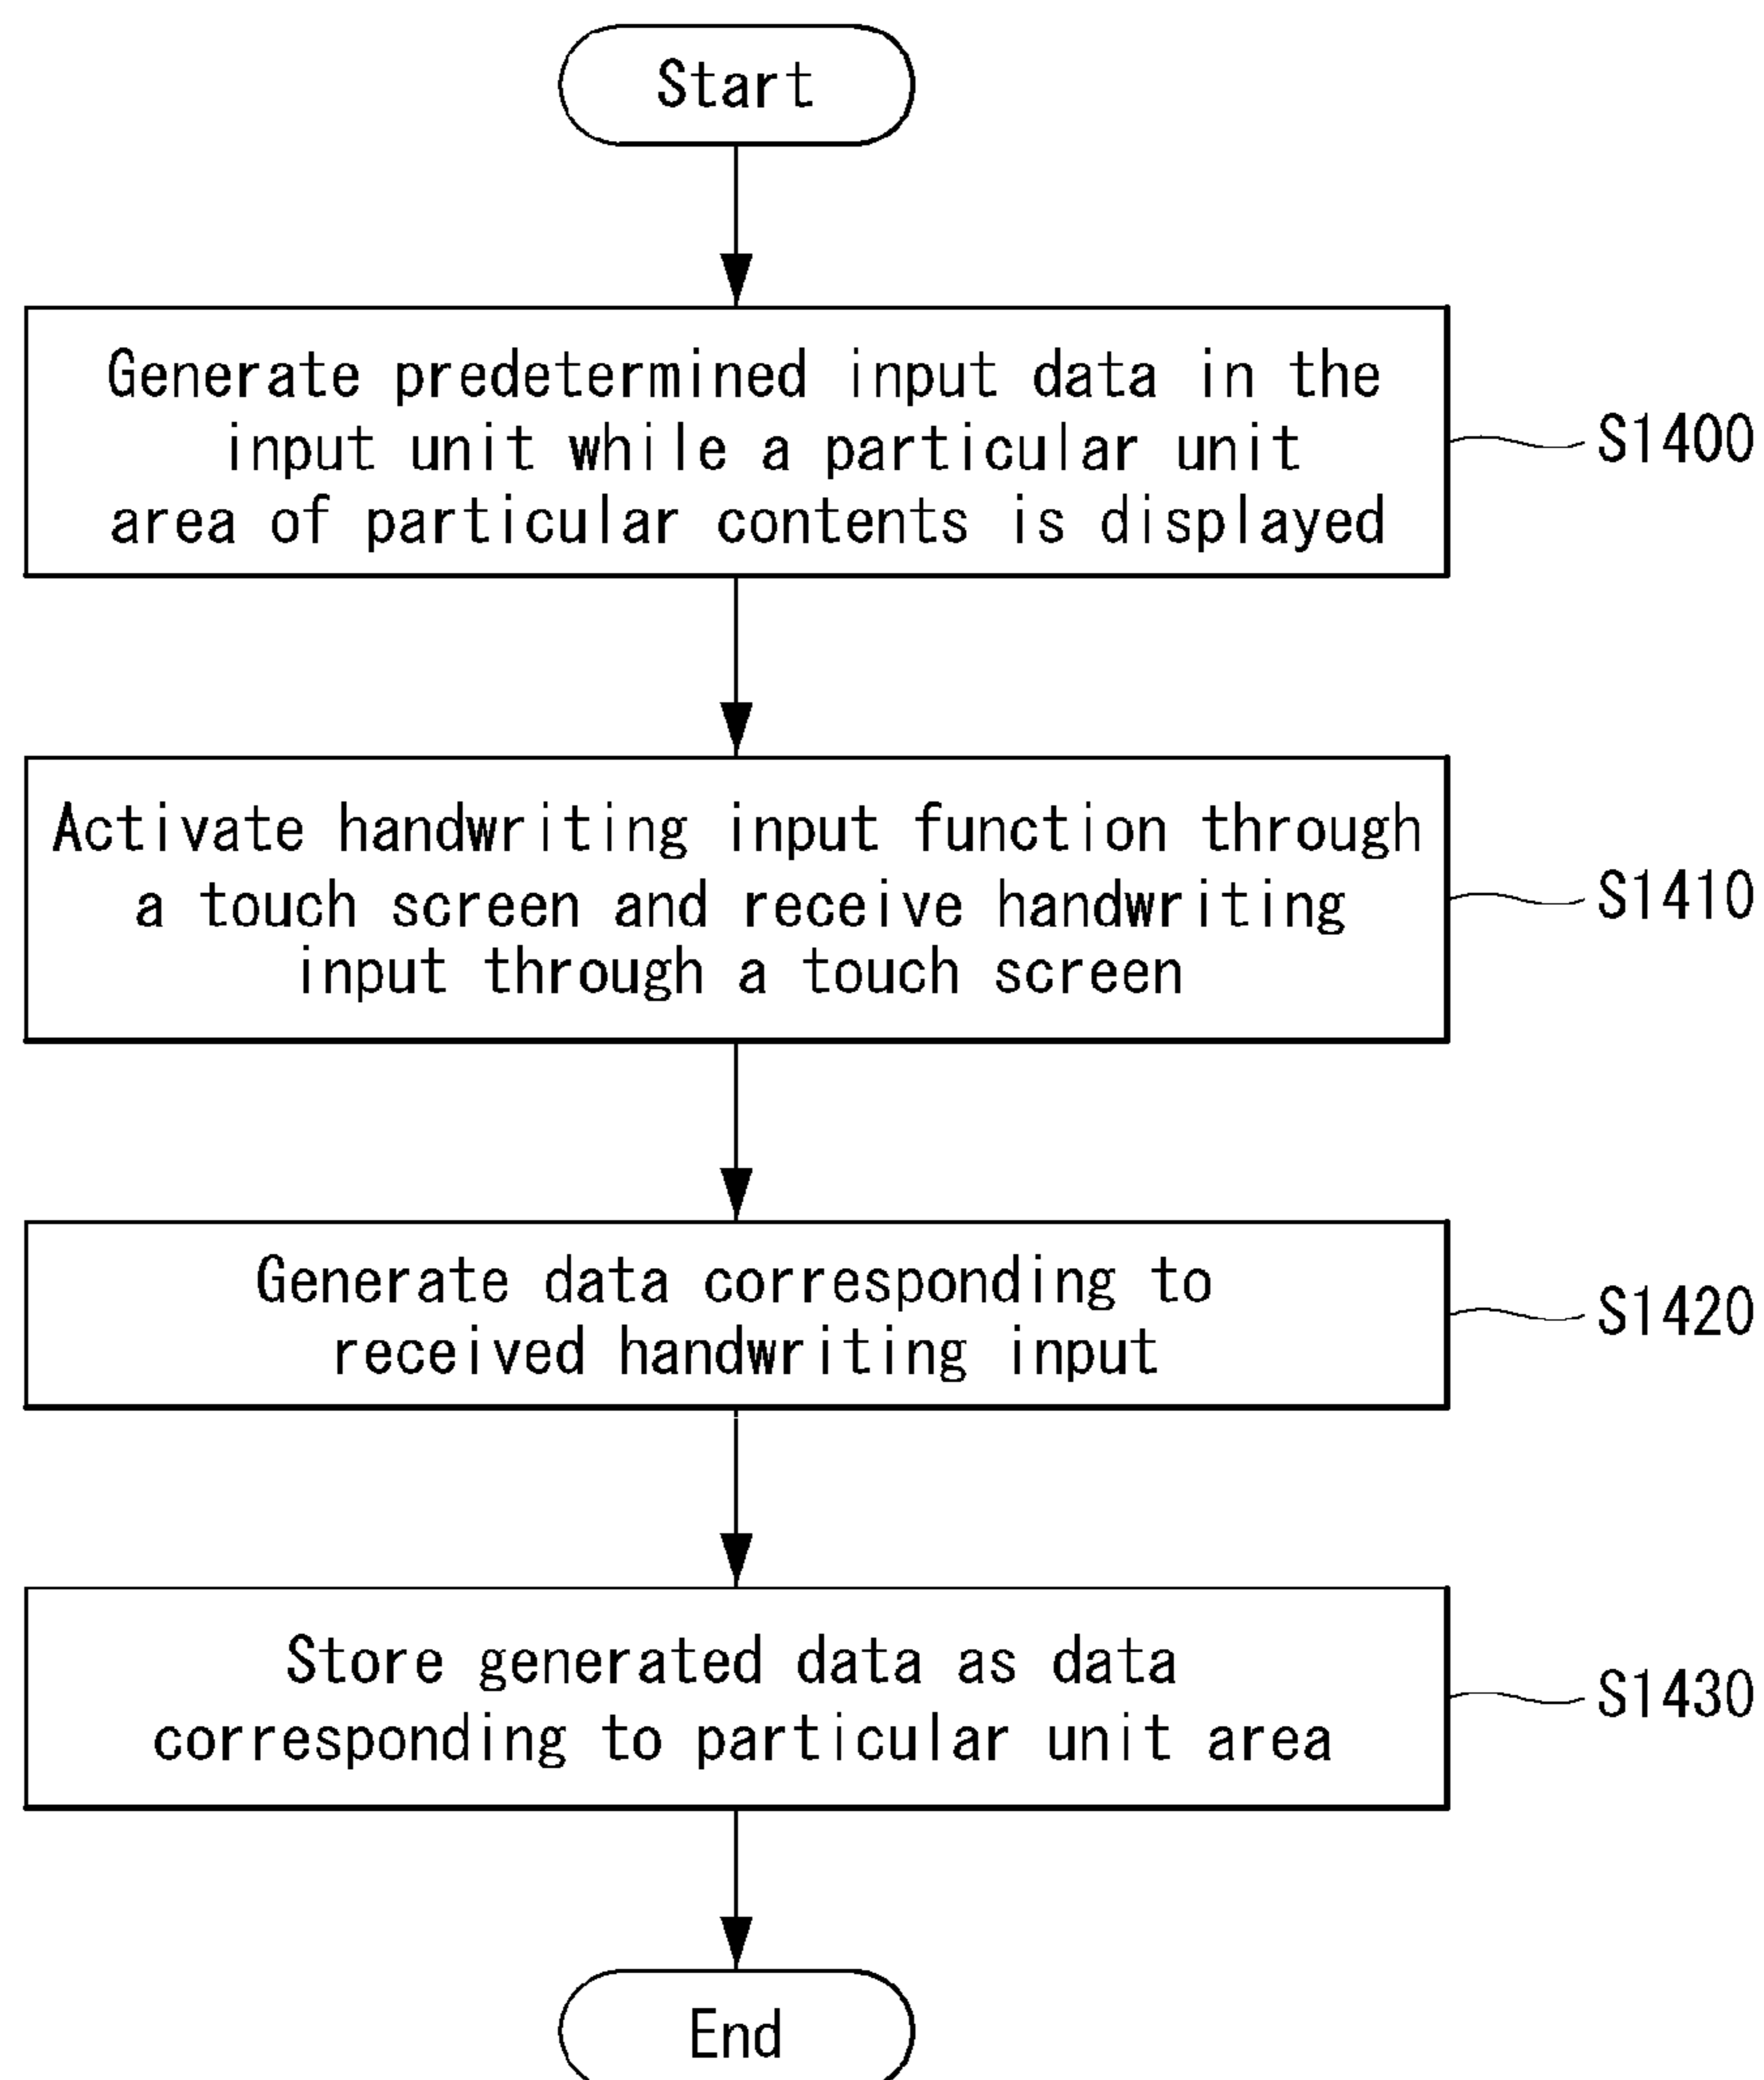 Start
Generate predetermined input data in the
input unit while a particular unit
area of particular contents is displayed
S1400
Activate handwriting input function through
a touch screen and receive handwriting
input through a touch screen
S1410
Generate data corresponding to
received handwriting input
S1420
Store generated data as data
corresponding to particular unit area
S1430
End